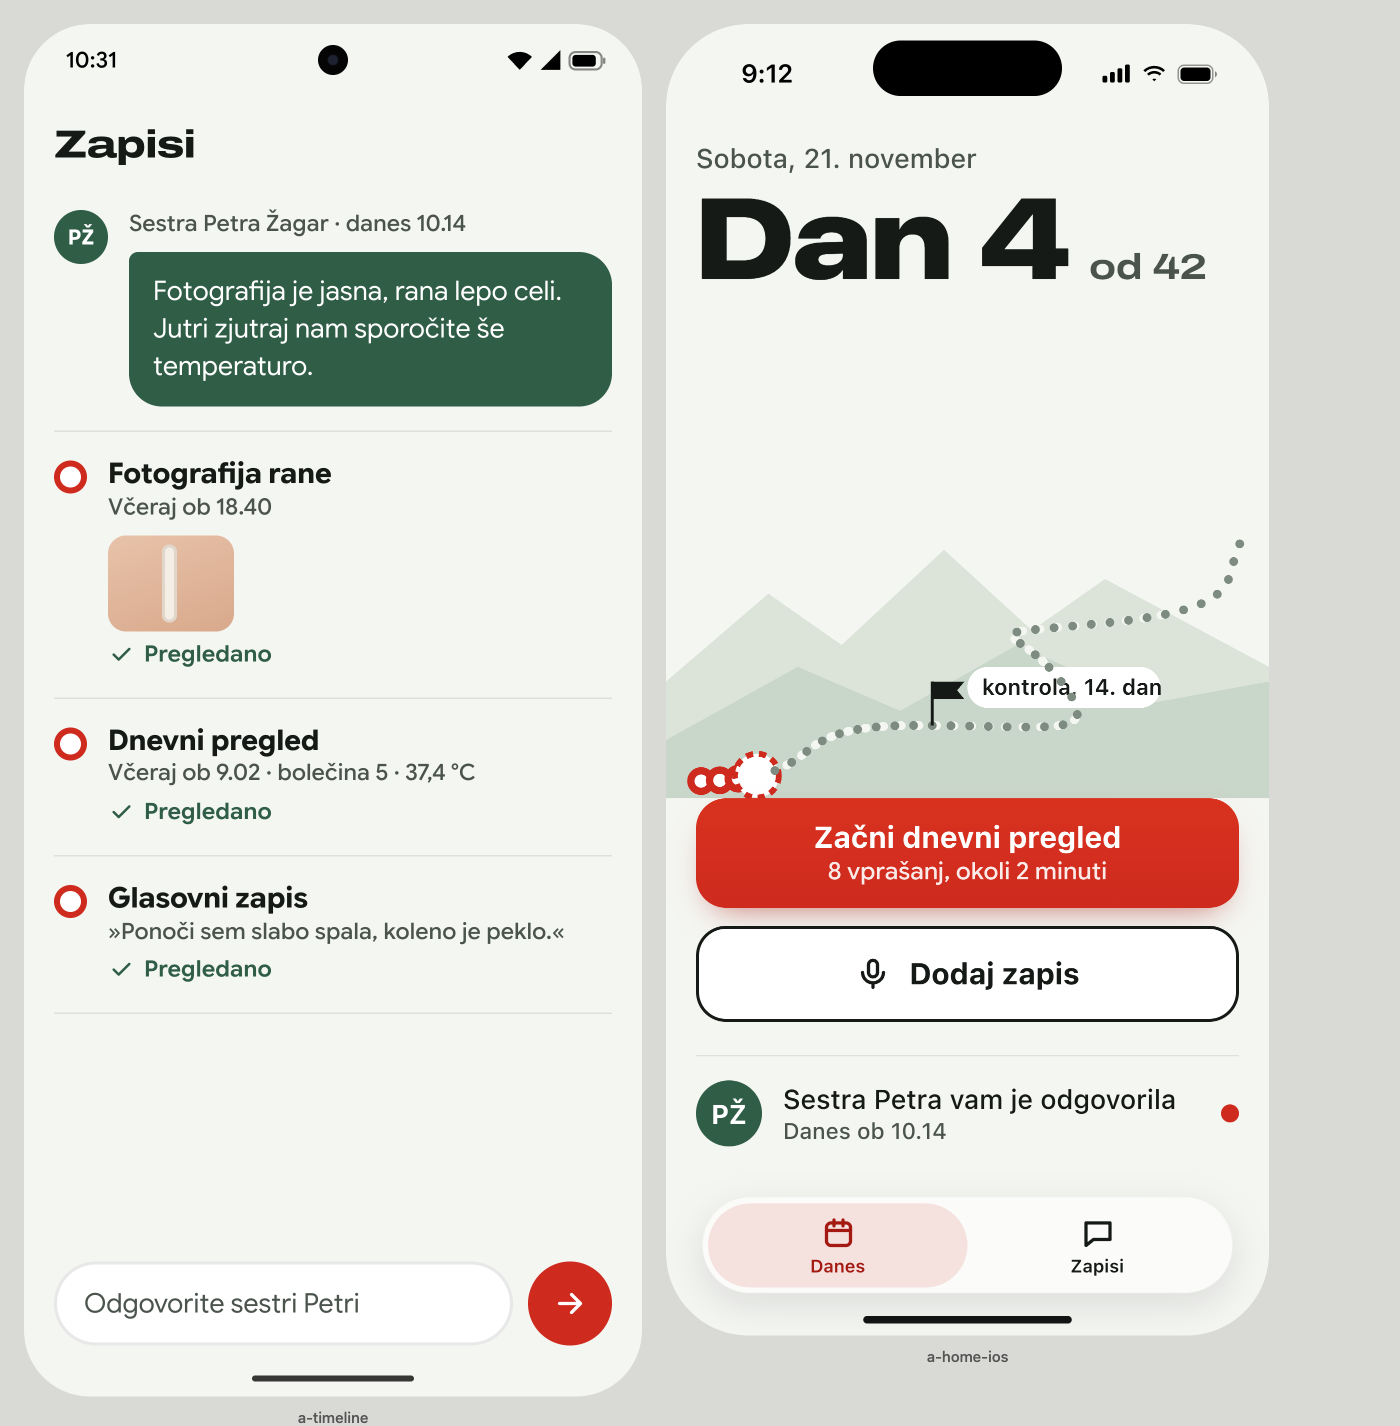 10:31
Zapisi
PŽ
Sestra Petra Žagar · danes 10.14
Fotografija je jasna, rana lepo celi.
Jutri zjutraj nam sporočite še
temperaturo.
Fotografija rane
Včeraj ob 18.40
Pregledano
Dnevni pregled
Včeraj ob 9.02 · bolečina 5 · 37,4 °C
Pregledano
Glasovni zapis
»Ponoči sem slabo spala, koleno je peklo.«
Pregledano
Odgovorite sestri Petri
a-timeline
9:12
Sobota, 21. november
Dan 4 od 42
kontrola, 14. dan
Začni dnevni pregled
8 vprašanj, okoli 2 minuti
Dodaj zapis
PŽ
Sestra Petra vam je odgovorila
Danes ob 10.14
Danes
Zapisi
a-home-ios